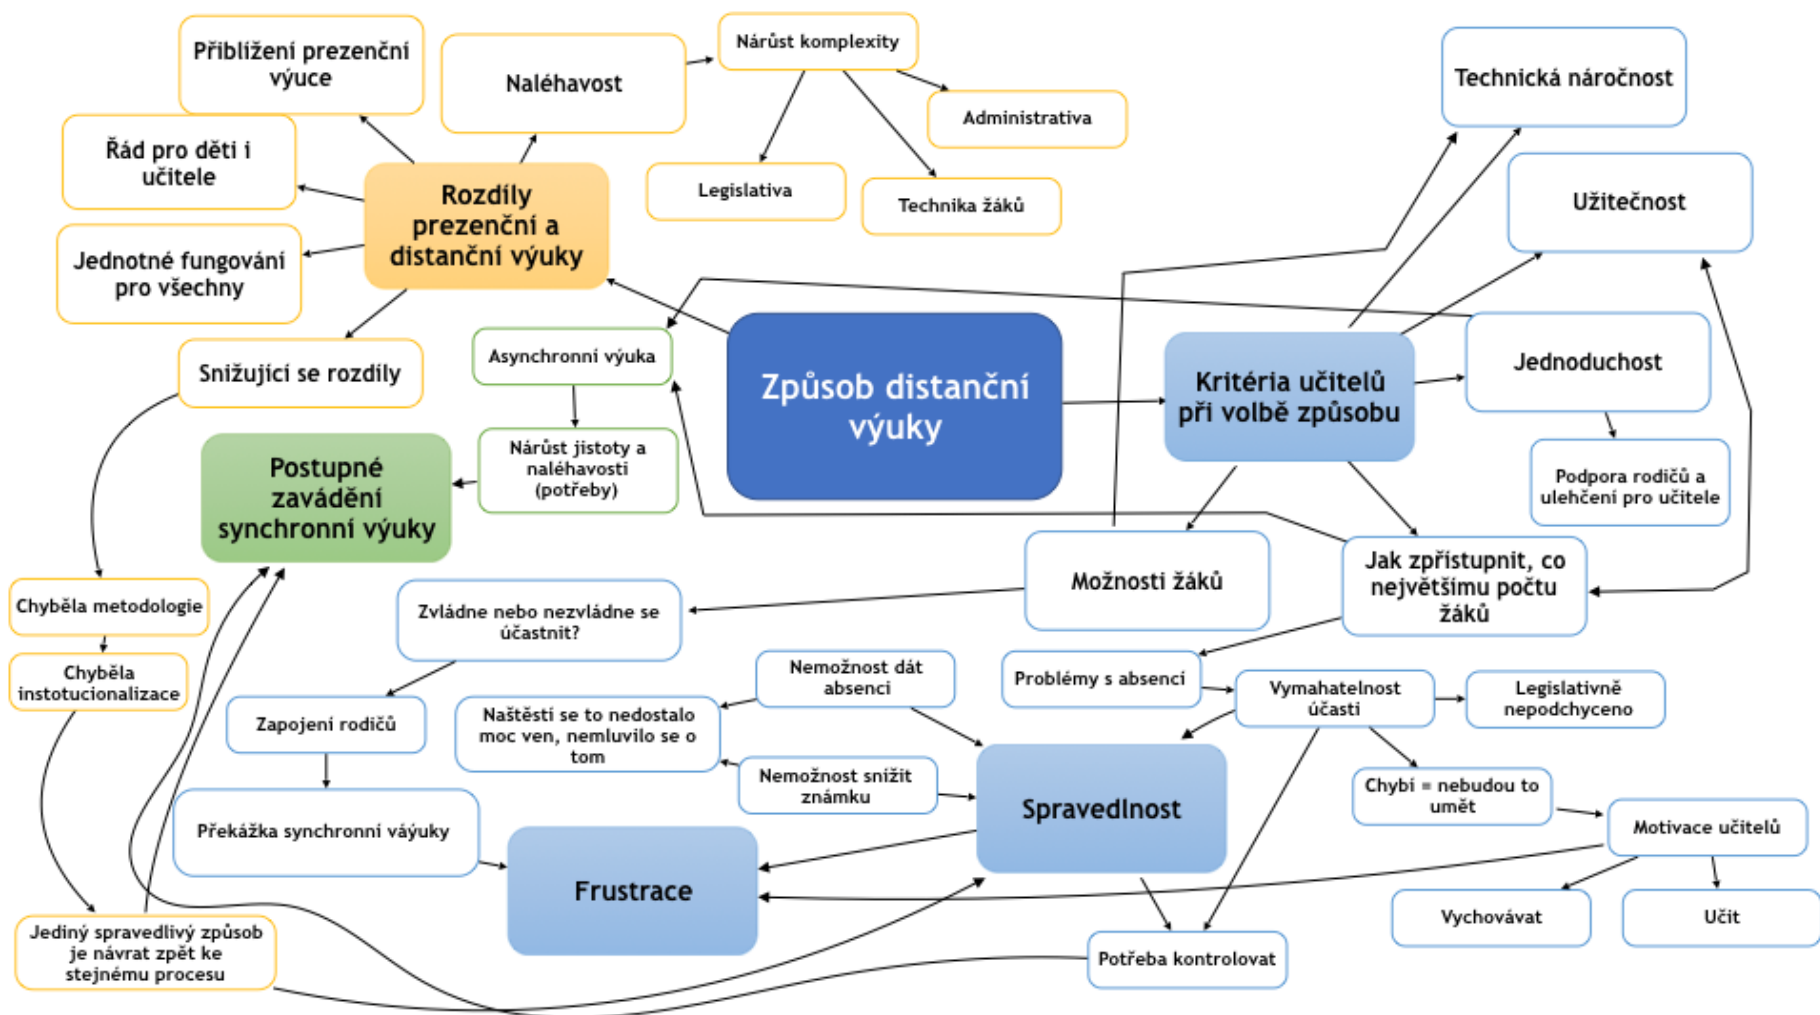 Přiblížení prezenční
výuce
Naléhavost
Nárůst komplexity
Technická náročnost
Administrativa
Řád pro děti i
učitele
Legislativa
Technika žáků
Rozdíly
prezenční a
distanční výuky
Užitečnost
Jednotné fungování
pro všechny
Snižující se rozdíly
Asynchronní výuka
Způsob distanční
výuky
Kritéria učitelů
při volbě způsobu
Jednoduchost
Postupné
zavádění
synchronní výuky
Nárůst jistoty a
naléhavosti
(potřeby)
Podpora rodičů a
ulehčení pro učitele
Možnosti žáků
Jak zpřístupnit, co
největšímu počtu
žáků
Chyběla metodologie
Zvládne nebo nezvládne se
účastnit?
Chyběla
instotucionalizace
Nemožnost dát
absenci
Problémy s absencí
Vymahatelnost
účasti
Legislativně
nepodchyceno
Zapojení rodičů
Naštěstí se to nedostalo
moc ven, nemluvilo se o
tom
Nemožnost snížit
známku
Spravedlnost
Chybí = nebudou to
umět
Motivace učitelů
Překážka synchronní váýuky
Frustrace
Vychovávat
Učit
Jediný spravedlivý způsob
je návrat zpět ke
stejnému procesu
Potřeba kontrolovat